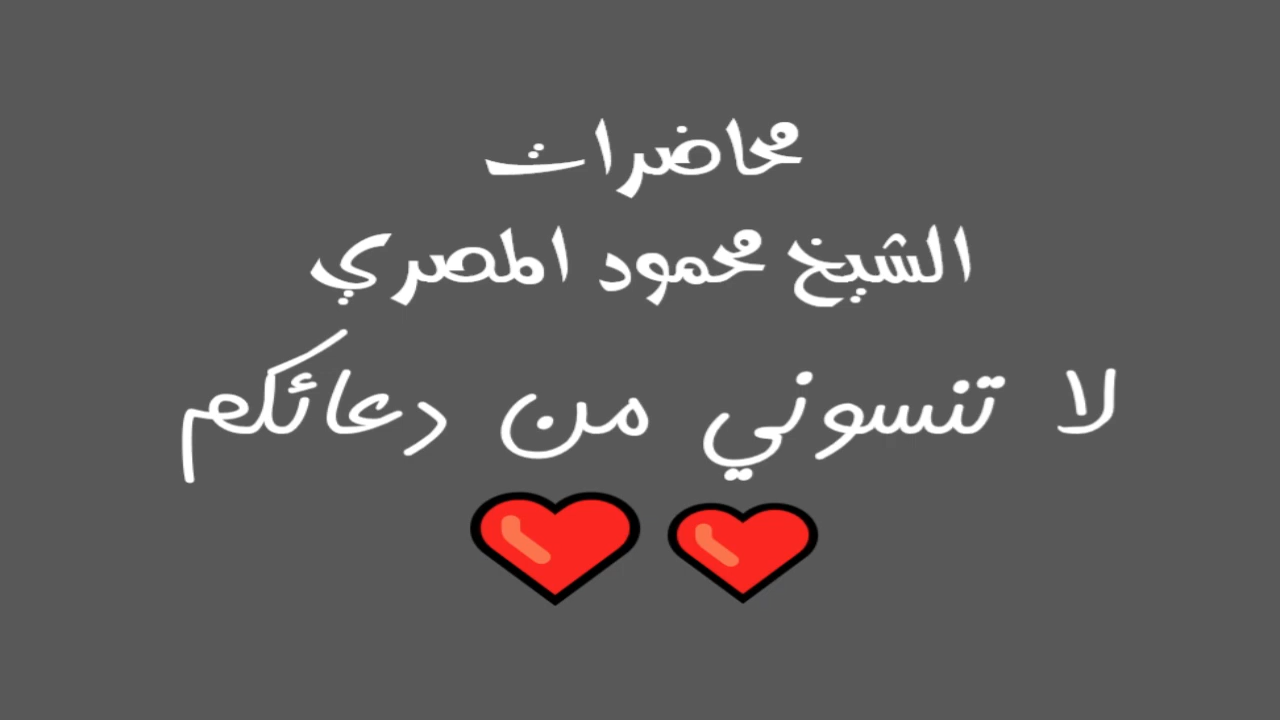 محاضرات
الشيخ محمود المصري
لا تنسوني من دعائكم